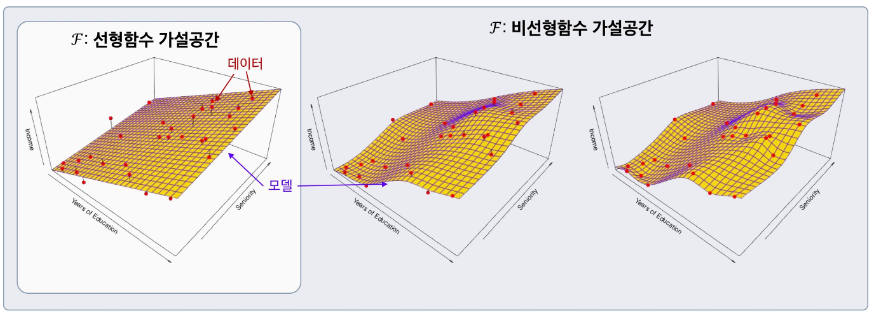 𝓕: 선형함수 가설공간
데이터
Income
Years of Education
Seniority
모델
𝓕: 비선형함수 가설공간
Income
Years of Education
Seniority
Income
Years of Education
Seniority